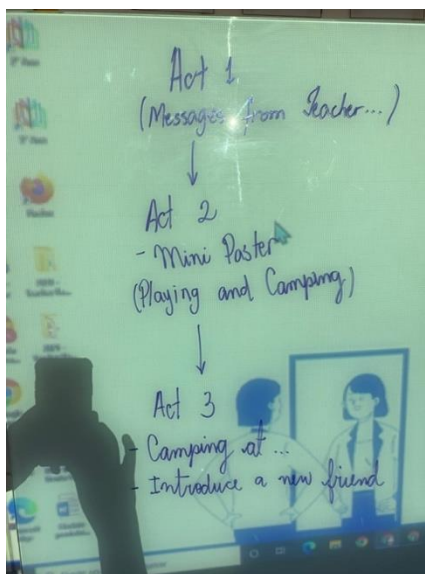 Act 1
(Messages from Teacher...)
Act 2
- Mini Poster
(Playing and Camping)
Act 3
- Camping at ...
- Introduce a new friend